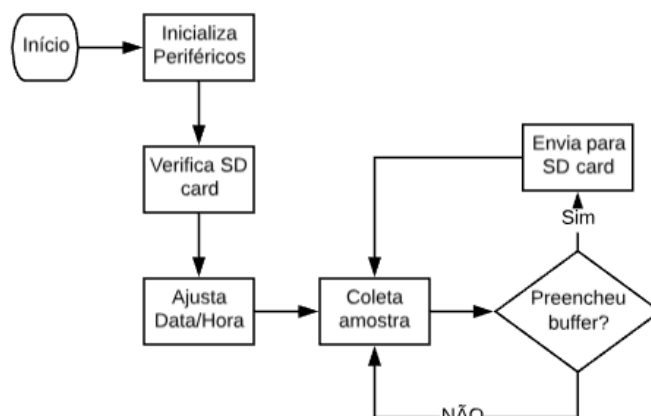 Início
Inicializa
Periféricos
Verifica SD
card
Ajusta
Data/Hora
Coleta
amostra
Preencheu
buffer?
Sim
Envia para
SD card
NÃO